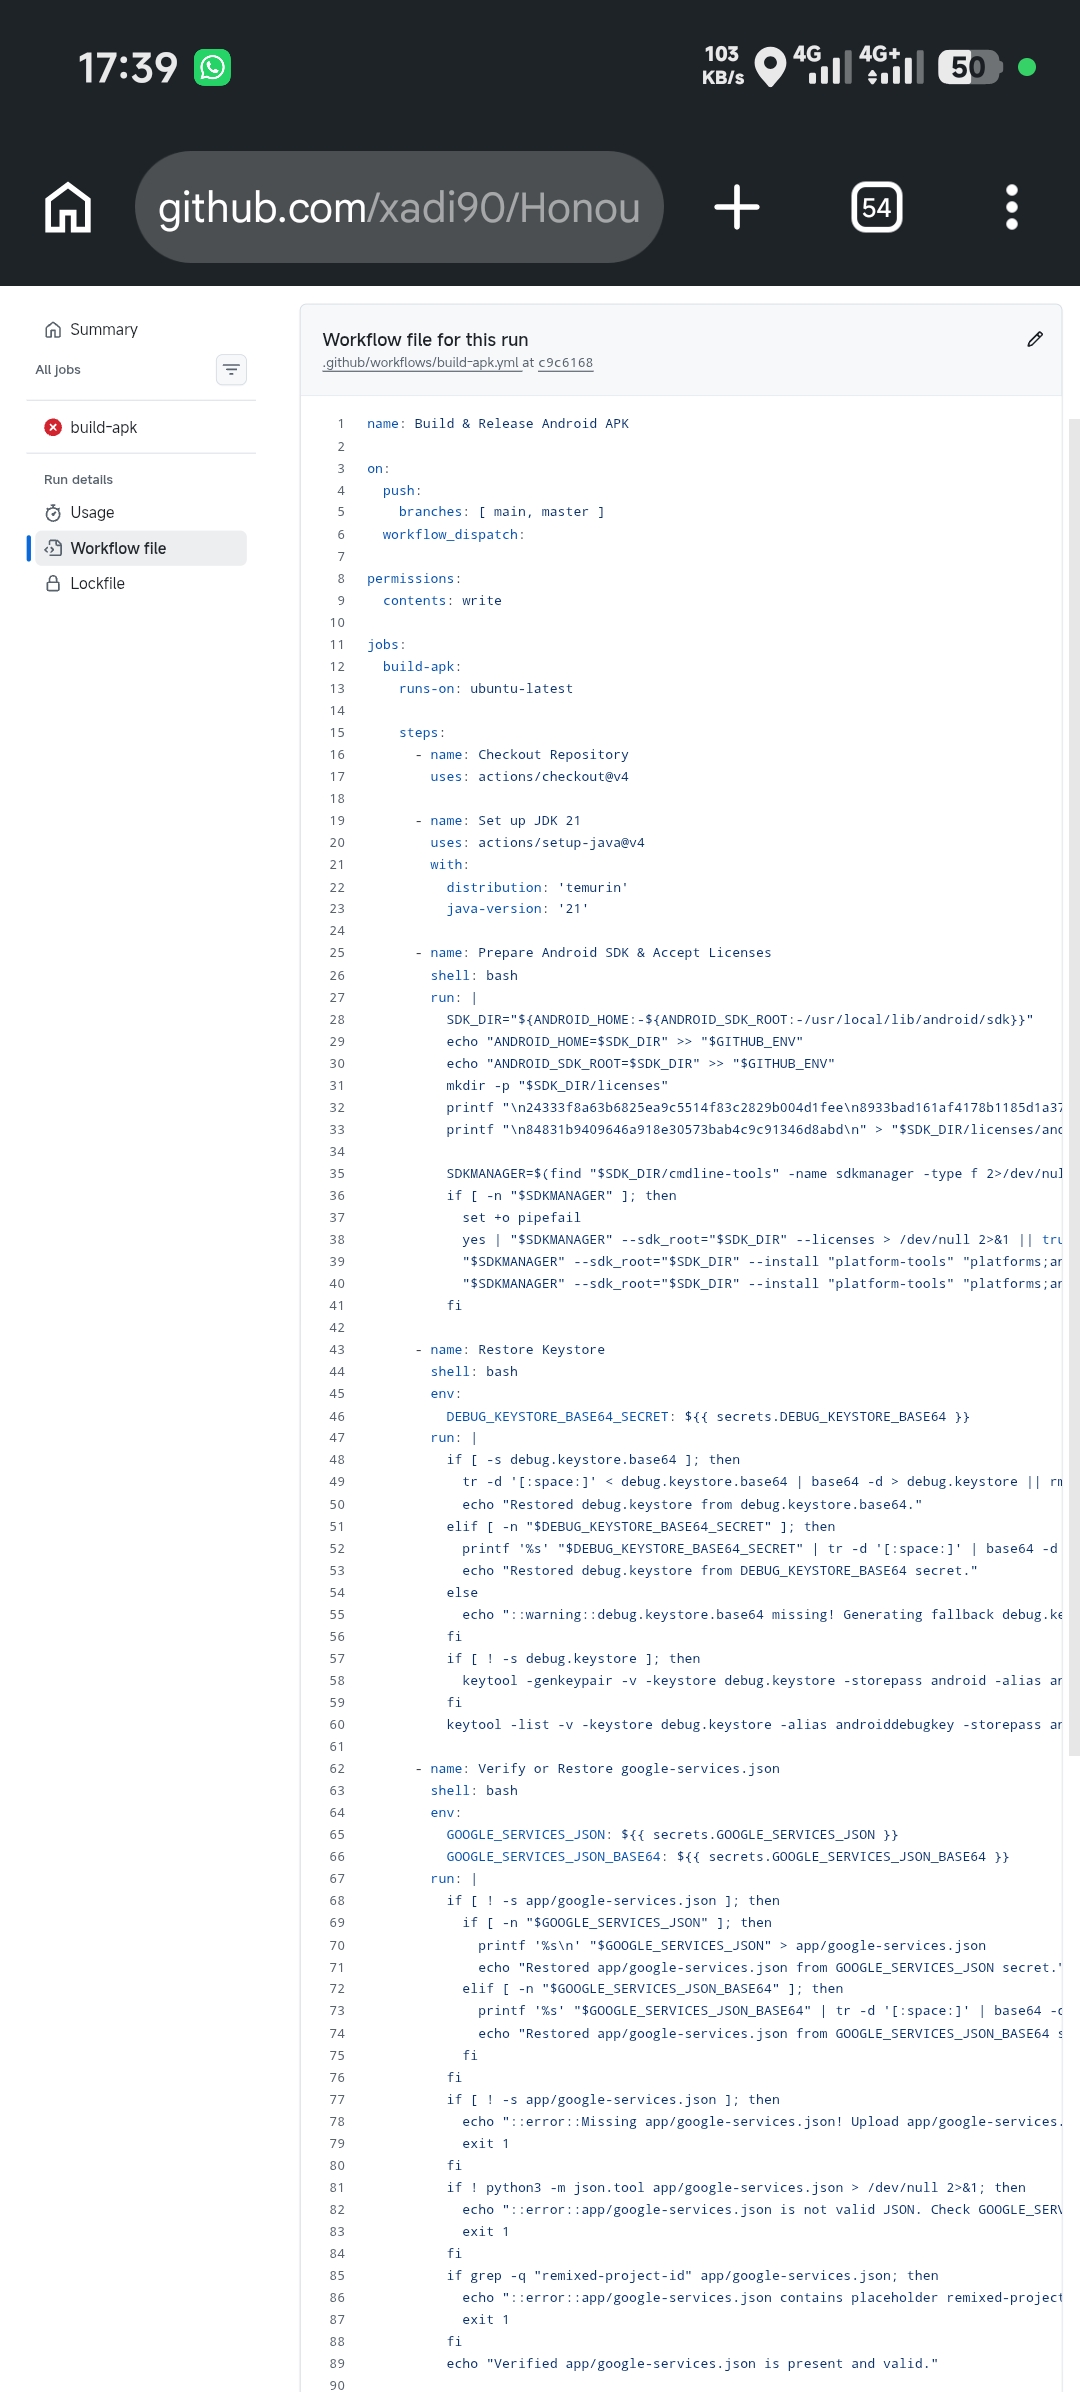 17:39
103
KB/s
4G
4G+
50
github.com/xadi90/Honou
54
Summary
All jobs
build-apk
Run details
Usage
Workflow file
Lockfile
Workflow file for this run
.github/workflows/build-apk.yml at c9c6168
1 name: Build & Release Android APK
2
3 on:
4   push:
5     branches: [ main, master ]
6   workflow_dispatch:
7
8 permissions:
9   contents: write
10
11 jobs:
12   build-apk:
13     runs-on: ubuntu-latest
14
15     steps:
16       - name: Checkout Repository
17         uses: actions/checkout@v4
18
19       - name: Set up JDK 21
20         uses: actions/setup-java@v4
21         with:
22           distribution: 'temurin'
23           java-version: '21'
24
25       - name: Prepare Android SDK & Accept Licenses
26         shell: bash
27         run: |
28           SDK_DIR="${ANDROID_HOME:-${ANDROID_SDK_ROOT:-/usr/local/lib/android/sdk}}"
29           echo "ANDROID_HOME=$SDK_DIR" >> "$GITHUB_ENV"
30           echo "ANDROID_SDK_ROOT=$SDK_DIR" >> "$GITHUB_ENV"
31           mkdir -p "$SDK_DIR/licenses"
32           printf "\n24333f8a63b6825ea9c5514f83c2829b004d1fee\n8933bad161af4178b1185d1a37
33           printf "\n84831b9409646a918e30573bab4c9c91346d8abd\n" > "$SDK_DIR/licenses/and
34
35           SDKMANAGER=$(find "$SDK_DIR/cmdline-tools" -name sdkmanager -type f 2>/dev/nul
36           if [ -n "$SDKMANAGER" ]; then
37             set +o pipefail
38             yes | "$SDKMANAGER" --sdk_root="$SDK_DIR" --licenses > /dev/null 2>&1 || tru
39             "$SDKMANAGER" --sdk_root="$SDK_DIR" --install "platform-tools" "platforms;an
40             "$SDKMANAGER" --sdk_root="$SDK_DIR" --install "platform-tools" "platforms;an
41           fi
42
43       - name: Restore Keystore
44         shell: bash
45         env:
46           DEBUG_KEYSTORE_BASE64_SECRET: ${{ secrets.DEBUG_KEYSTORE_BASE64 }}
47         run: |
48           if [ -s debug.keystore.base64 ]; then
49             tr -d '[:space:]' < debug.keystore.base64 | base64 -d > debug.keystore || rm
50             echo "Restored debug.keystore from debug.keystore.base64."
51           elif [ -n "$DEBUG_KEYSTORE_BASE64_SECRET" ]; then
52             printf '%s' "$DEBUG_KEYSTORE_BASE64_SECRET" | tr -d '[:space:]' | base64 -d
53             echo "Restored debug.keystore from DEBUG_KEYSTORE_BASE64 secret."
54           else
55             echo "::warning::debug.keystore.base64 missing! Generating fallback debug.ke
56           fi
57           if [ ! -s debug.keystore ]; then
58             keytool -genkeypair -v -keystore debug.keystore -storepass android -alias an
59           fi
60           keytool -list -v -keystore debug.keystore -alias androiddebugkey -storepass an
61
62       - name: Verify or Restore google-services.json
63         shell: bash
64         env:
65           GOOGLE_SERVICES_JSON: ${{ secrets.GOOGLE_SERVICES_JSON }}
66           GOOGLE_SERVICES_JSON_BASE64: ${{ secrets.GOOGLE_SERVICES_JSON_BASE64 }}
67         run: |
68           if [ ! -s app/google-services.json ]; then
69             if [ -n "$GOOGLE_SERVICES_JSON" ]; then
70               printf '%s\n' "$GOOGLE_SERVICES_JSON" > app/google-services.json
71               echo "Restored app/google-services.json from GOOGLE_SERVICES_JSON secret."
72             elif [ -n "$GOOGLE_SERVICES_JSON_BASE64" ]; then
73               printf '%s' "$GOOGLE_SERVICES_JSON_BASE64" | tr -d '[:space:]' | base64 -d
74               echo "Restored app/google-services.json from GOOGLE_SERVICES_JSON_BASE64 s
75             fi
76           fi
77           if [ ! -s app/google-services.json ]; then
78             echo "::error::Missing app/google-services.json! Upload app/google-services.
79             exit 1
80           fi
81           if ! python3 -m json.tool app/google-services.json > /dev/null 2>&1; then
82             echo "::error::app/google-services.json is not valid JSON. Check GOOGLE_SERV
83             exit 1
84           fi
85           if grep -q "remixed-project-id" app/google-services.json; then
86             echo "::error::app/google-services.json contains placeholder remixed-project
87             exit 1
88           fi
89           echo "Verified app/google-services.json is present and valid."
90